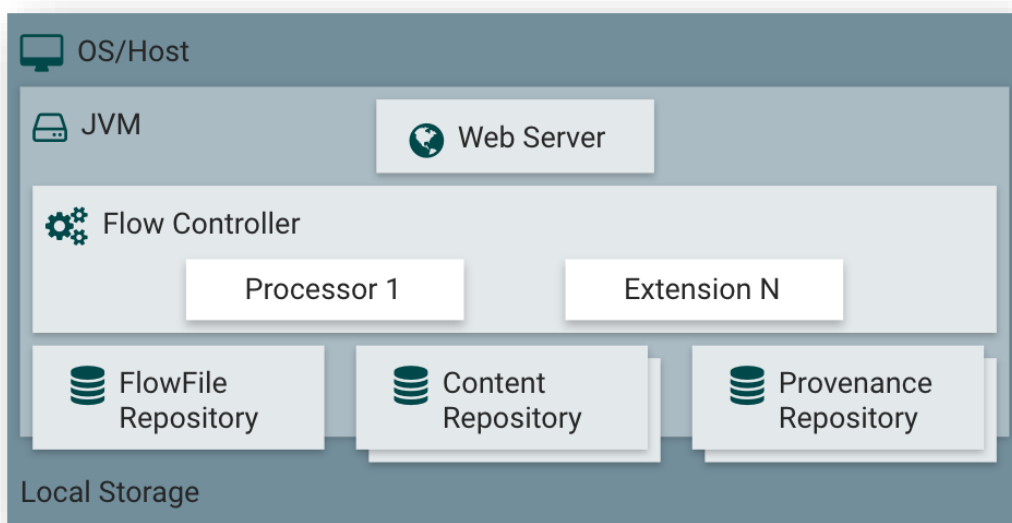 OS/Host
JVM
Web Server
Flow Controller
Processor 1
Extension N
FlowFile
Repository
Content
Repository
Provenance
Repository
Local Storage